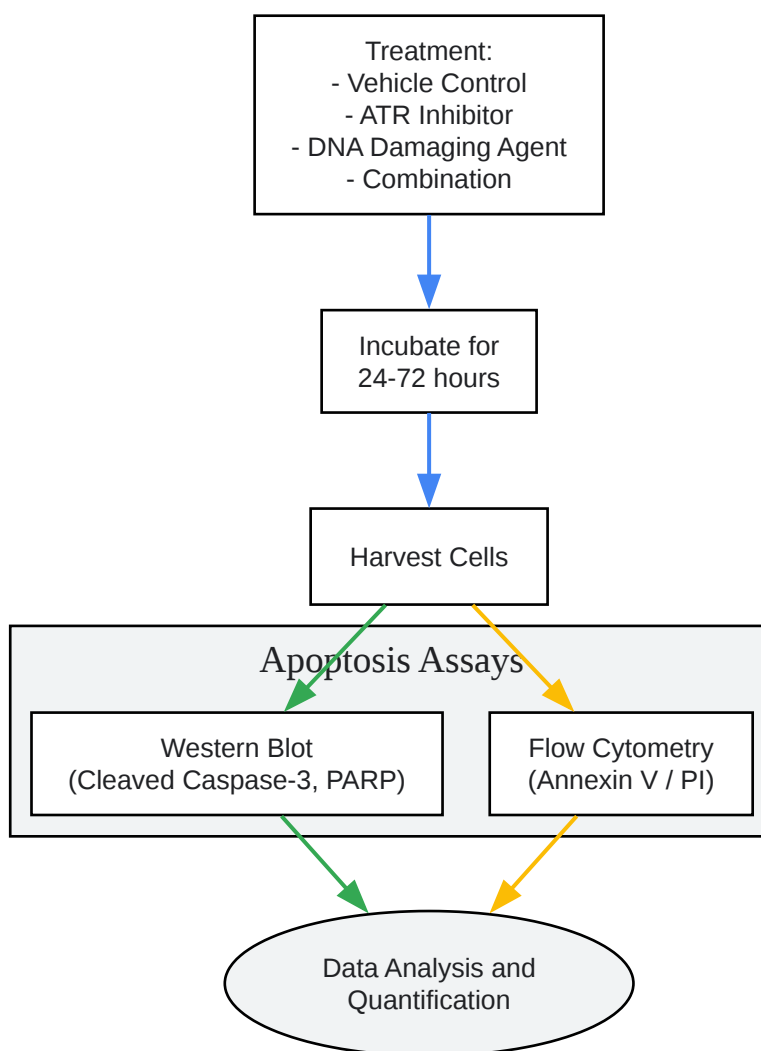 Treatment:
- Vehicle Control
- ATR Inhibitor
- DNA Damaging Agent
- Combination
Incubate for
24-72 hours
Harvest Cells
Apoptosis Assays
Western Blot
(Cleaved Caspase-3, PARP)
Flow Cytometry
(Annexin V / PI)
Data Analysis and
Quantification